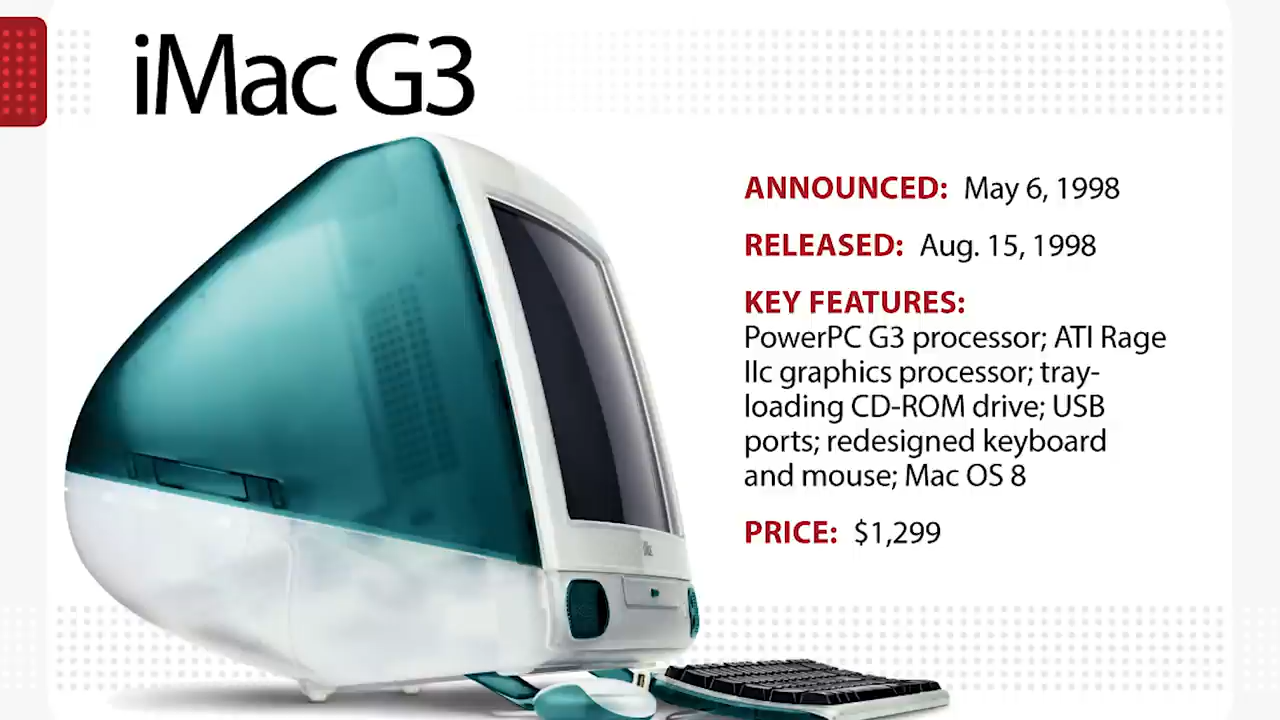 iMac G3
ANNOUNCED: May 6, 1998
RELEASED: Aug. 15, 1998
KEY FEATURES:
PowerPC G3 processor; ATI Rage
IIc graphics processor; tray-
loading CD-ROM drive; USB
ports; redesigned keyboard
and mouse; Mac OS 8
PRICE: $1,299